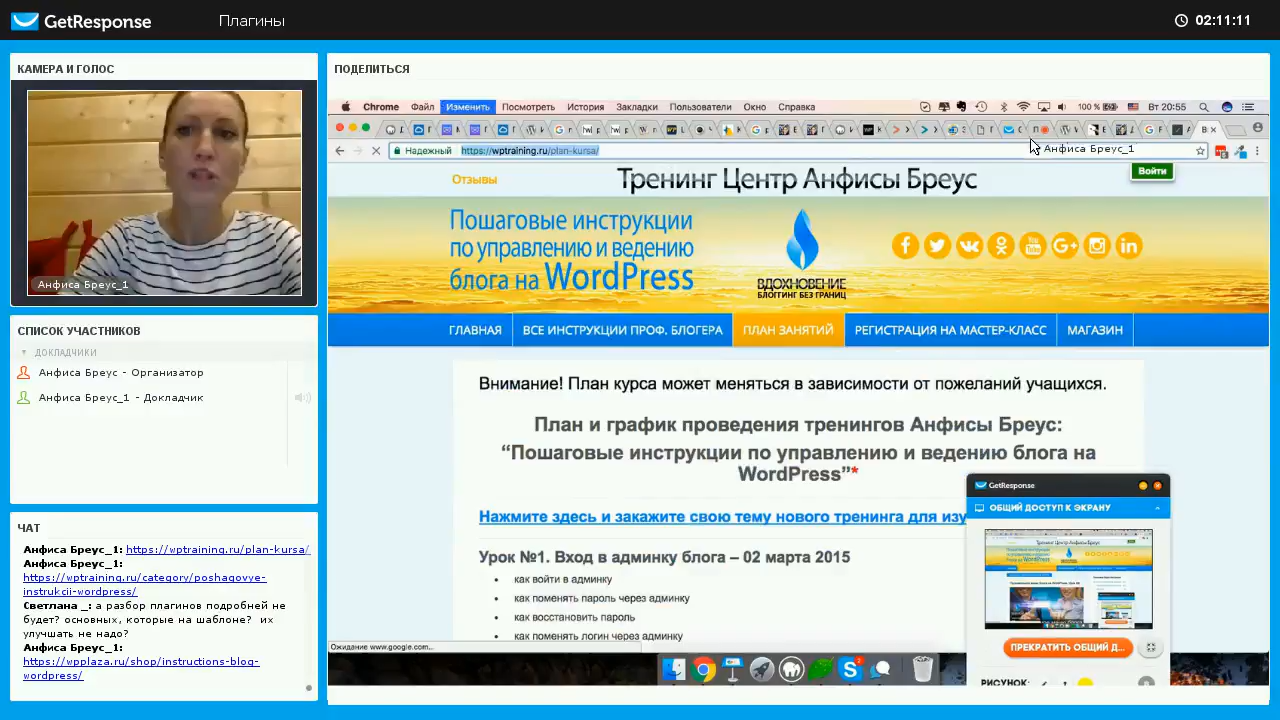 GetResponse
Плагины
02:11:11
КАМЕРА И ГОЛОС
Анфиса Бреус_1
СПИСОК УЧАСТНИКОВ
ДОКЛАДЧИКИ
Анфиса Бреус - Организатор
Анфиса Бреус_1 - Докладчик
ЧАТ
Анфиса Бреус_1: https://wptraining.ru/plan-kursa/
Анфиса Бреус_1:
https://wptraining.ru/category/poshagovye-
instrukcii-wordpress/
Светлана _: а разбор плагинов подробней не
будет? основных, которые на шаблоне? их
улучшать не надо?
Анфиса Бреус_1:
https://wpplaza.ru/shop/instructions-blog-
wordpress/
ПОДЕЛИТЬСЯ
Chrome Файл Изменить Посмотреть История Закладки Пользователи Окно Справка
100 % Вт 20:55
Надежный https://wptraining.ru/plan-kursa/
Анфиса Бреус_1
Отзывы
Тренинг Центр Анфисы Бреус
Войти
Пошаговые инструкции
по управлению и ведению
блога на WordPress
ВДОХНОВЕНИЕ
БЛОГГИНГ БЕЗ ГРАНИЦ
ГЛАВНАЯ ВСЕ ИНСТРУКЦИИ ПРОФ. БЛОГЕРА ПЛАН ЗАНЯТИЙ РЕГИСТРАЦИЯ НА МАСТЕР-КЛАСС МАГАЗИН
Внимание! План курса может меняться в зависимости от пожеланий учащихся.
План и график проведения тренингов Анфисы Бреус:
“Пошаговые инструкции по управлению и ведению блога на
WordPress”*
Нажмите здесь и закажите свою тему нового тренинга для изу
Урок №1. Вход в админку блога – 02 марта 2015
как войти в админку
как поменять пароль через админку
как восстановить пароль
как поменять логин через админку
Ожидание www.google.com...
GetResponse
ОБЩИЙ ДОСТУП К ЭКРАНУ
ПРЕКРАТИТЬ ОБЩИЙ Д...
РИСУНОК: